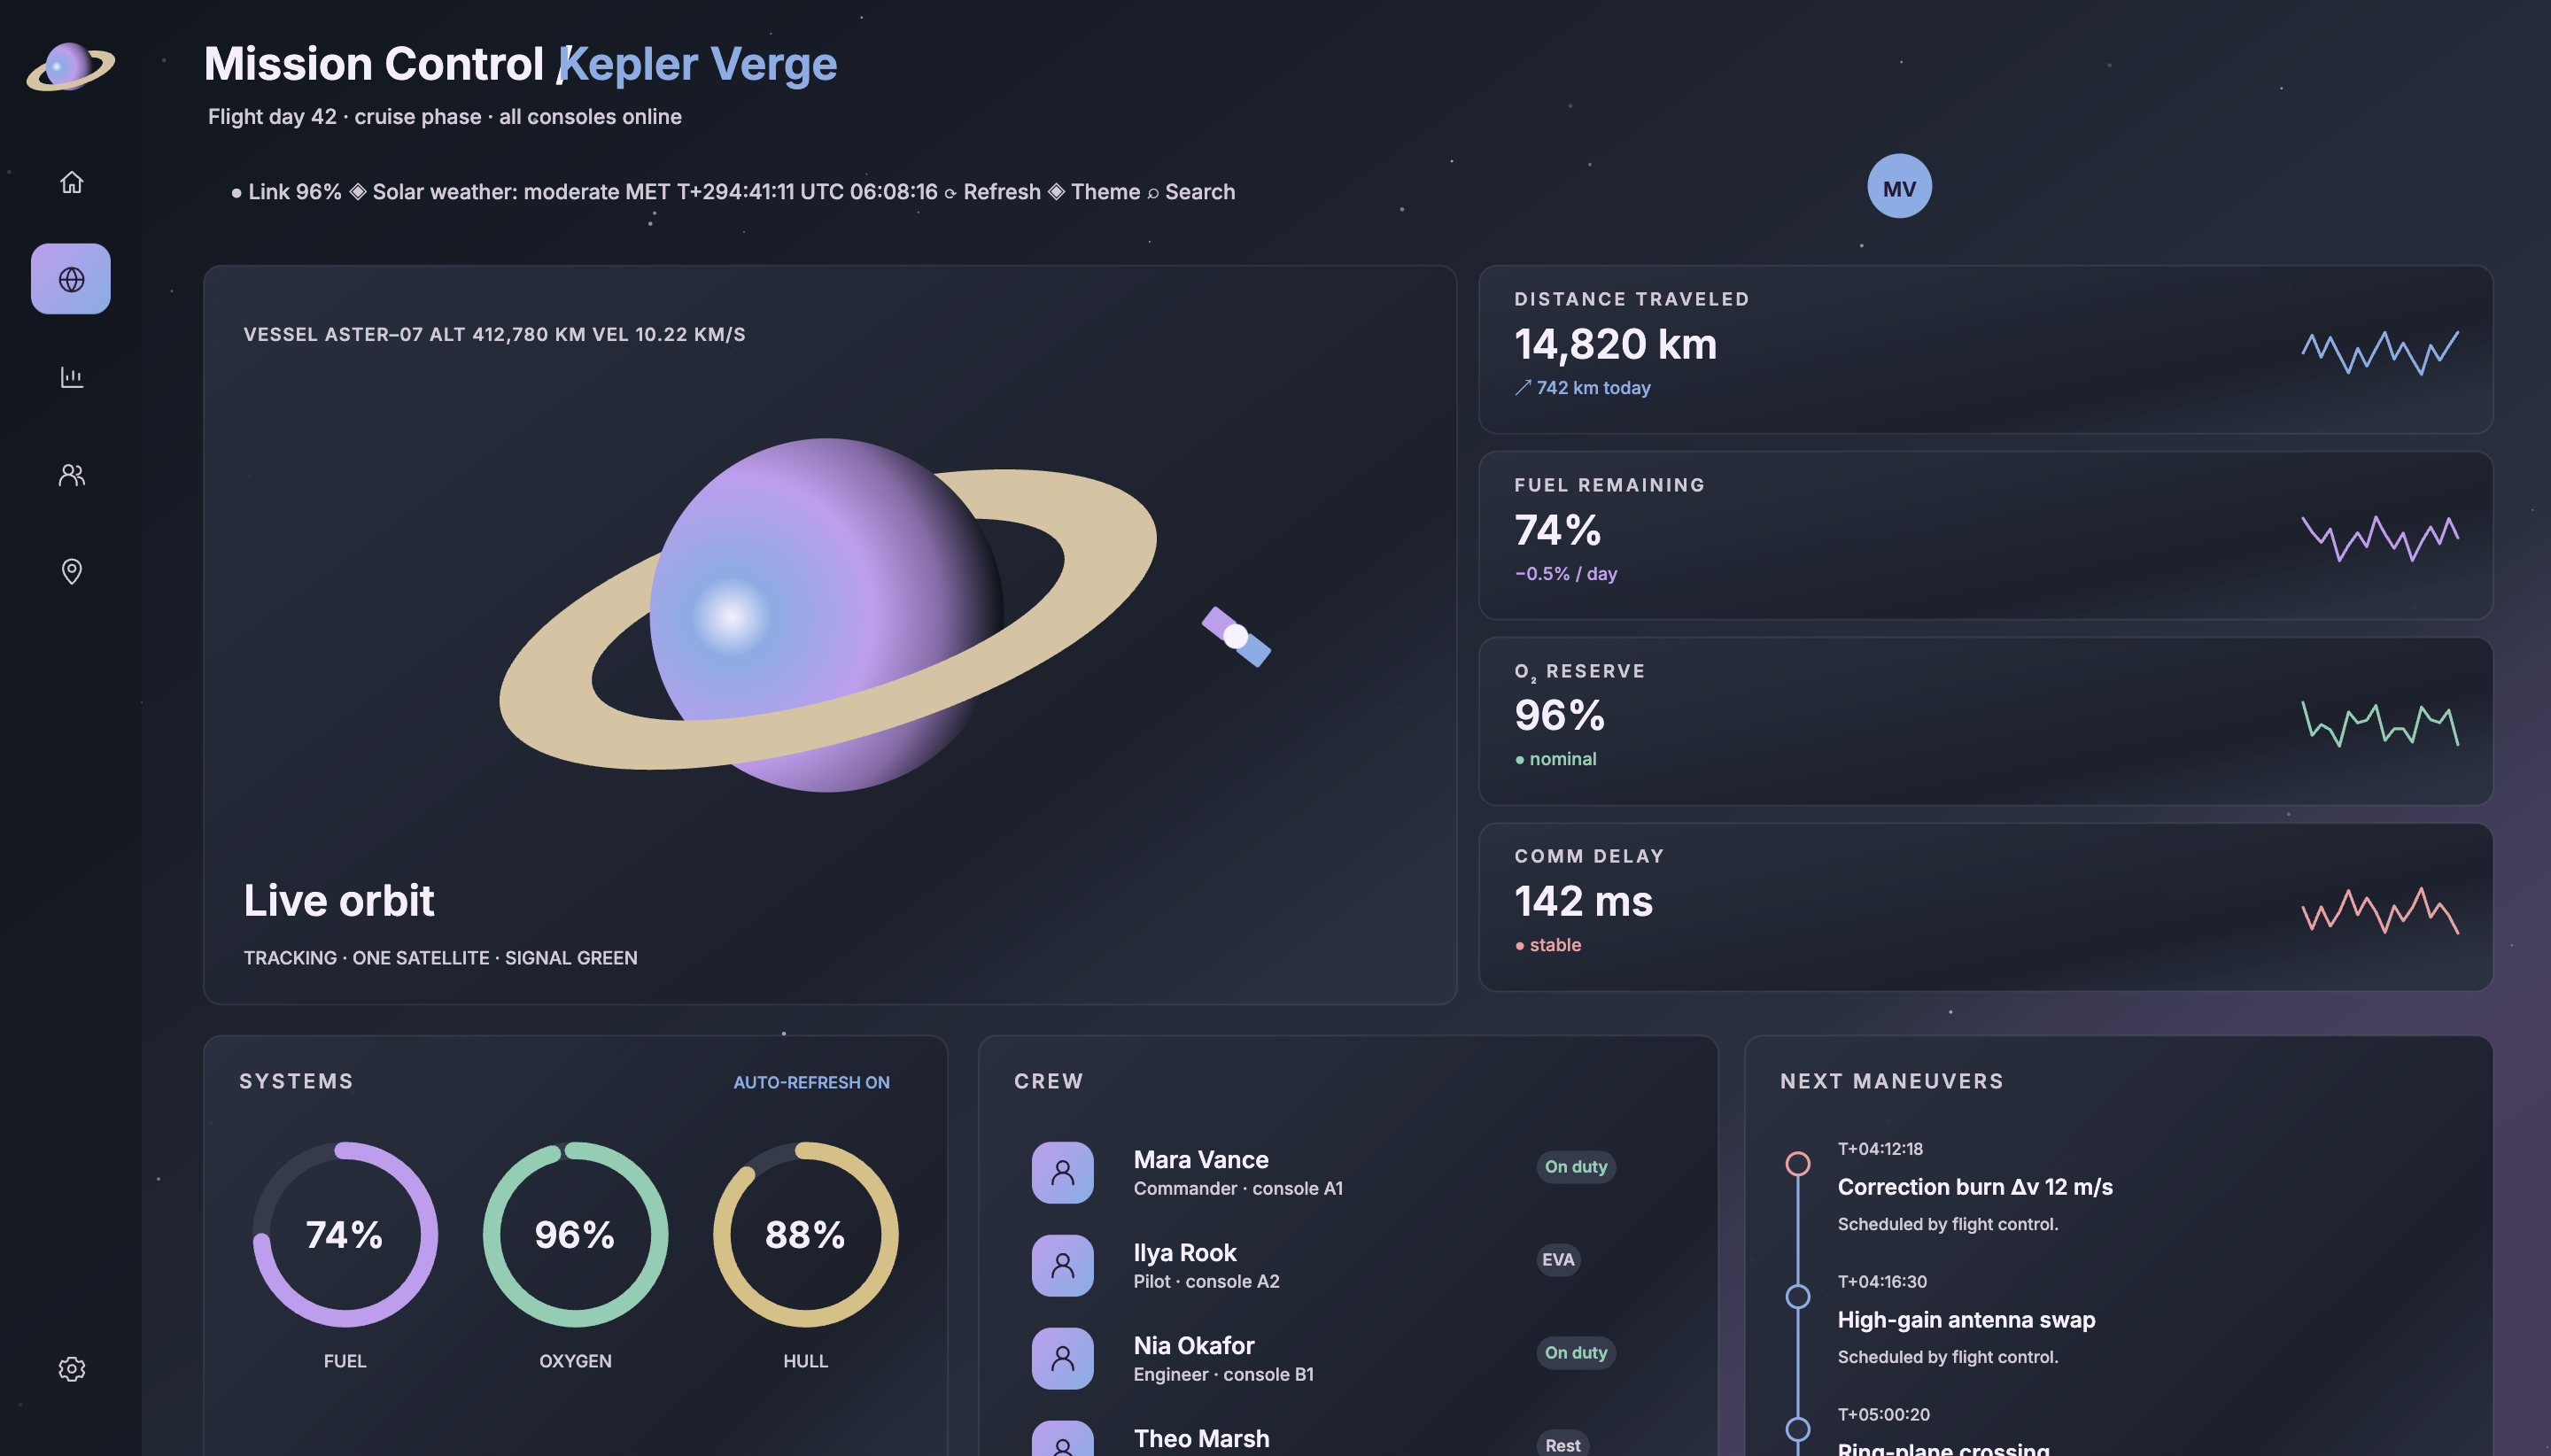 Mission Control / Kepler Verge
Flight day 42 · cruise phase · all consoles online
● Link 96% ◈ Solar weather: moderate MET T+294:41:11 UTC 06:08:16 ⟳ Refresh ◈ Theme ⌕ Search
MV
VESSEL ASTER–07 ALT 412,780 KM VEL 10.22 KM/S
Live orbit
TRACKING · ONE SATELLITE · SIGNAL GREEN
DISTANCE TRAVELED
14,820 km
↗ 742 km today
FUEL REMAINING
74%
−0.5% / day
O₂ RESERVE
96%
● nominal
COMM DELAY
142 ms
● stable
SYSTEMS
AUTO-REFRESH ON
74%
96%
88%
FUEL
OXYGEN
HULL
CREW
Mara Vance
Commander · console A1
On duty
Ilya Rook
Pilot · console A2
EVA
Nia Okafor
Engineer · console B1
On duty
Theo Marsh
Rest
NEXT MANEUVERS
T+04:12:18
Correction burn Δv 12 m/s
Scheduled by flight control.
T+04:16:30
High-gain antenna swap
Scheduled by flight control.
T+05:00:20
Ring-plane crossing